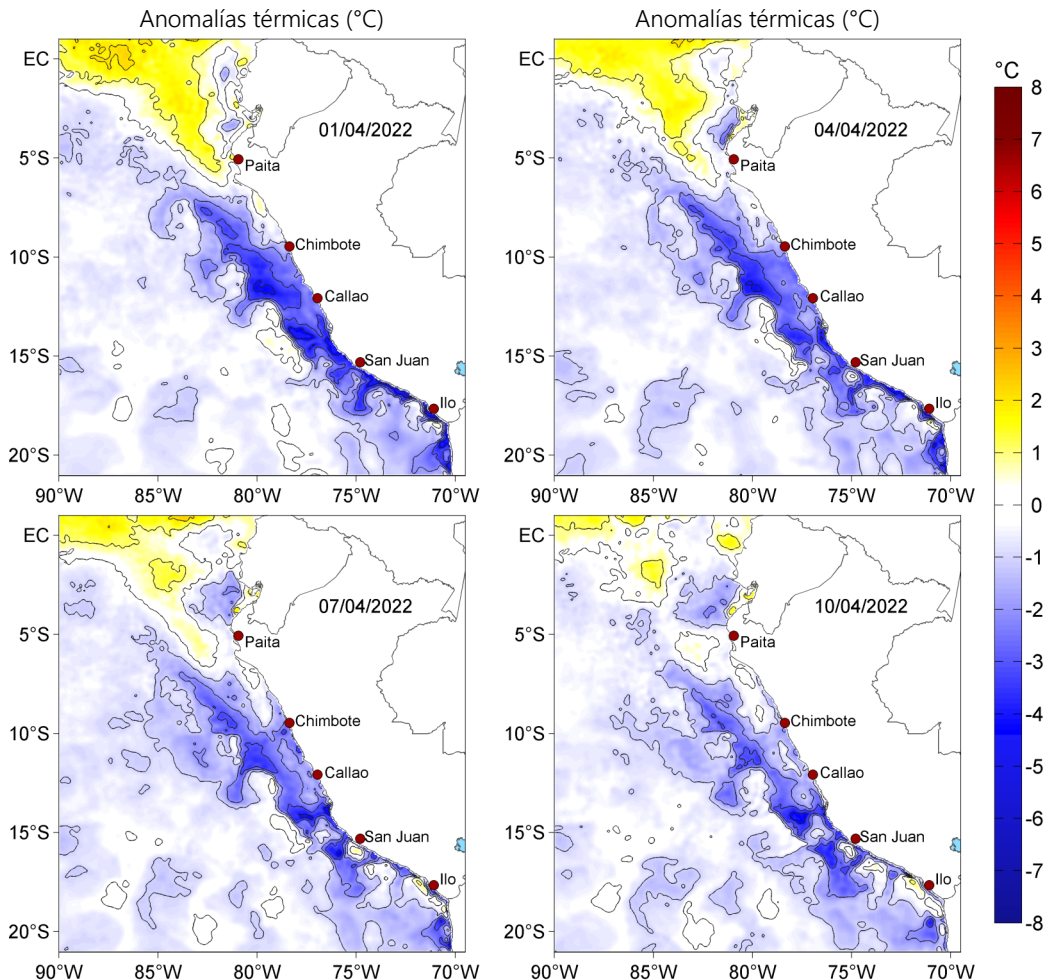 Anomalías térmicas (°C)
Anomalías térmicas (°C)
EC
5°S
10°S
15°S
20°S
90°W
85°W
80°W
75°W
70°W
01/04/2022
Paita
Chimbote
Callao
San Juan
Ilo
04/04/2022
EC
5°S
10°S
15°S
20°S
90°W
85°W
80°W
75°W
70°W
Paita
Chimbote
Callao
San Juan
Ilo
°C
8
7
6
5
4
3
2
1
0
-1
-2
-3
-4
-5
-6
-7
-8
EC
5°S
10°S
15°S
20°S
90°W
85°W
80°W
75°W
70°W
07/04/2022
Paita
Chimbote
Callao
San Juan
Ilo
EC
5°S
10°S
15°S
20°S
90°W
85°W
80°W
75°W
70°W
10/04/2022
Paita
Chimbote
Callao
San Juan
Ilo